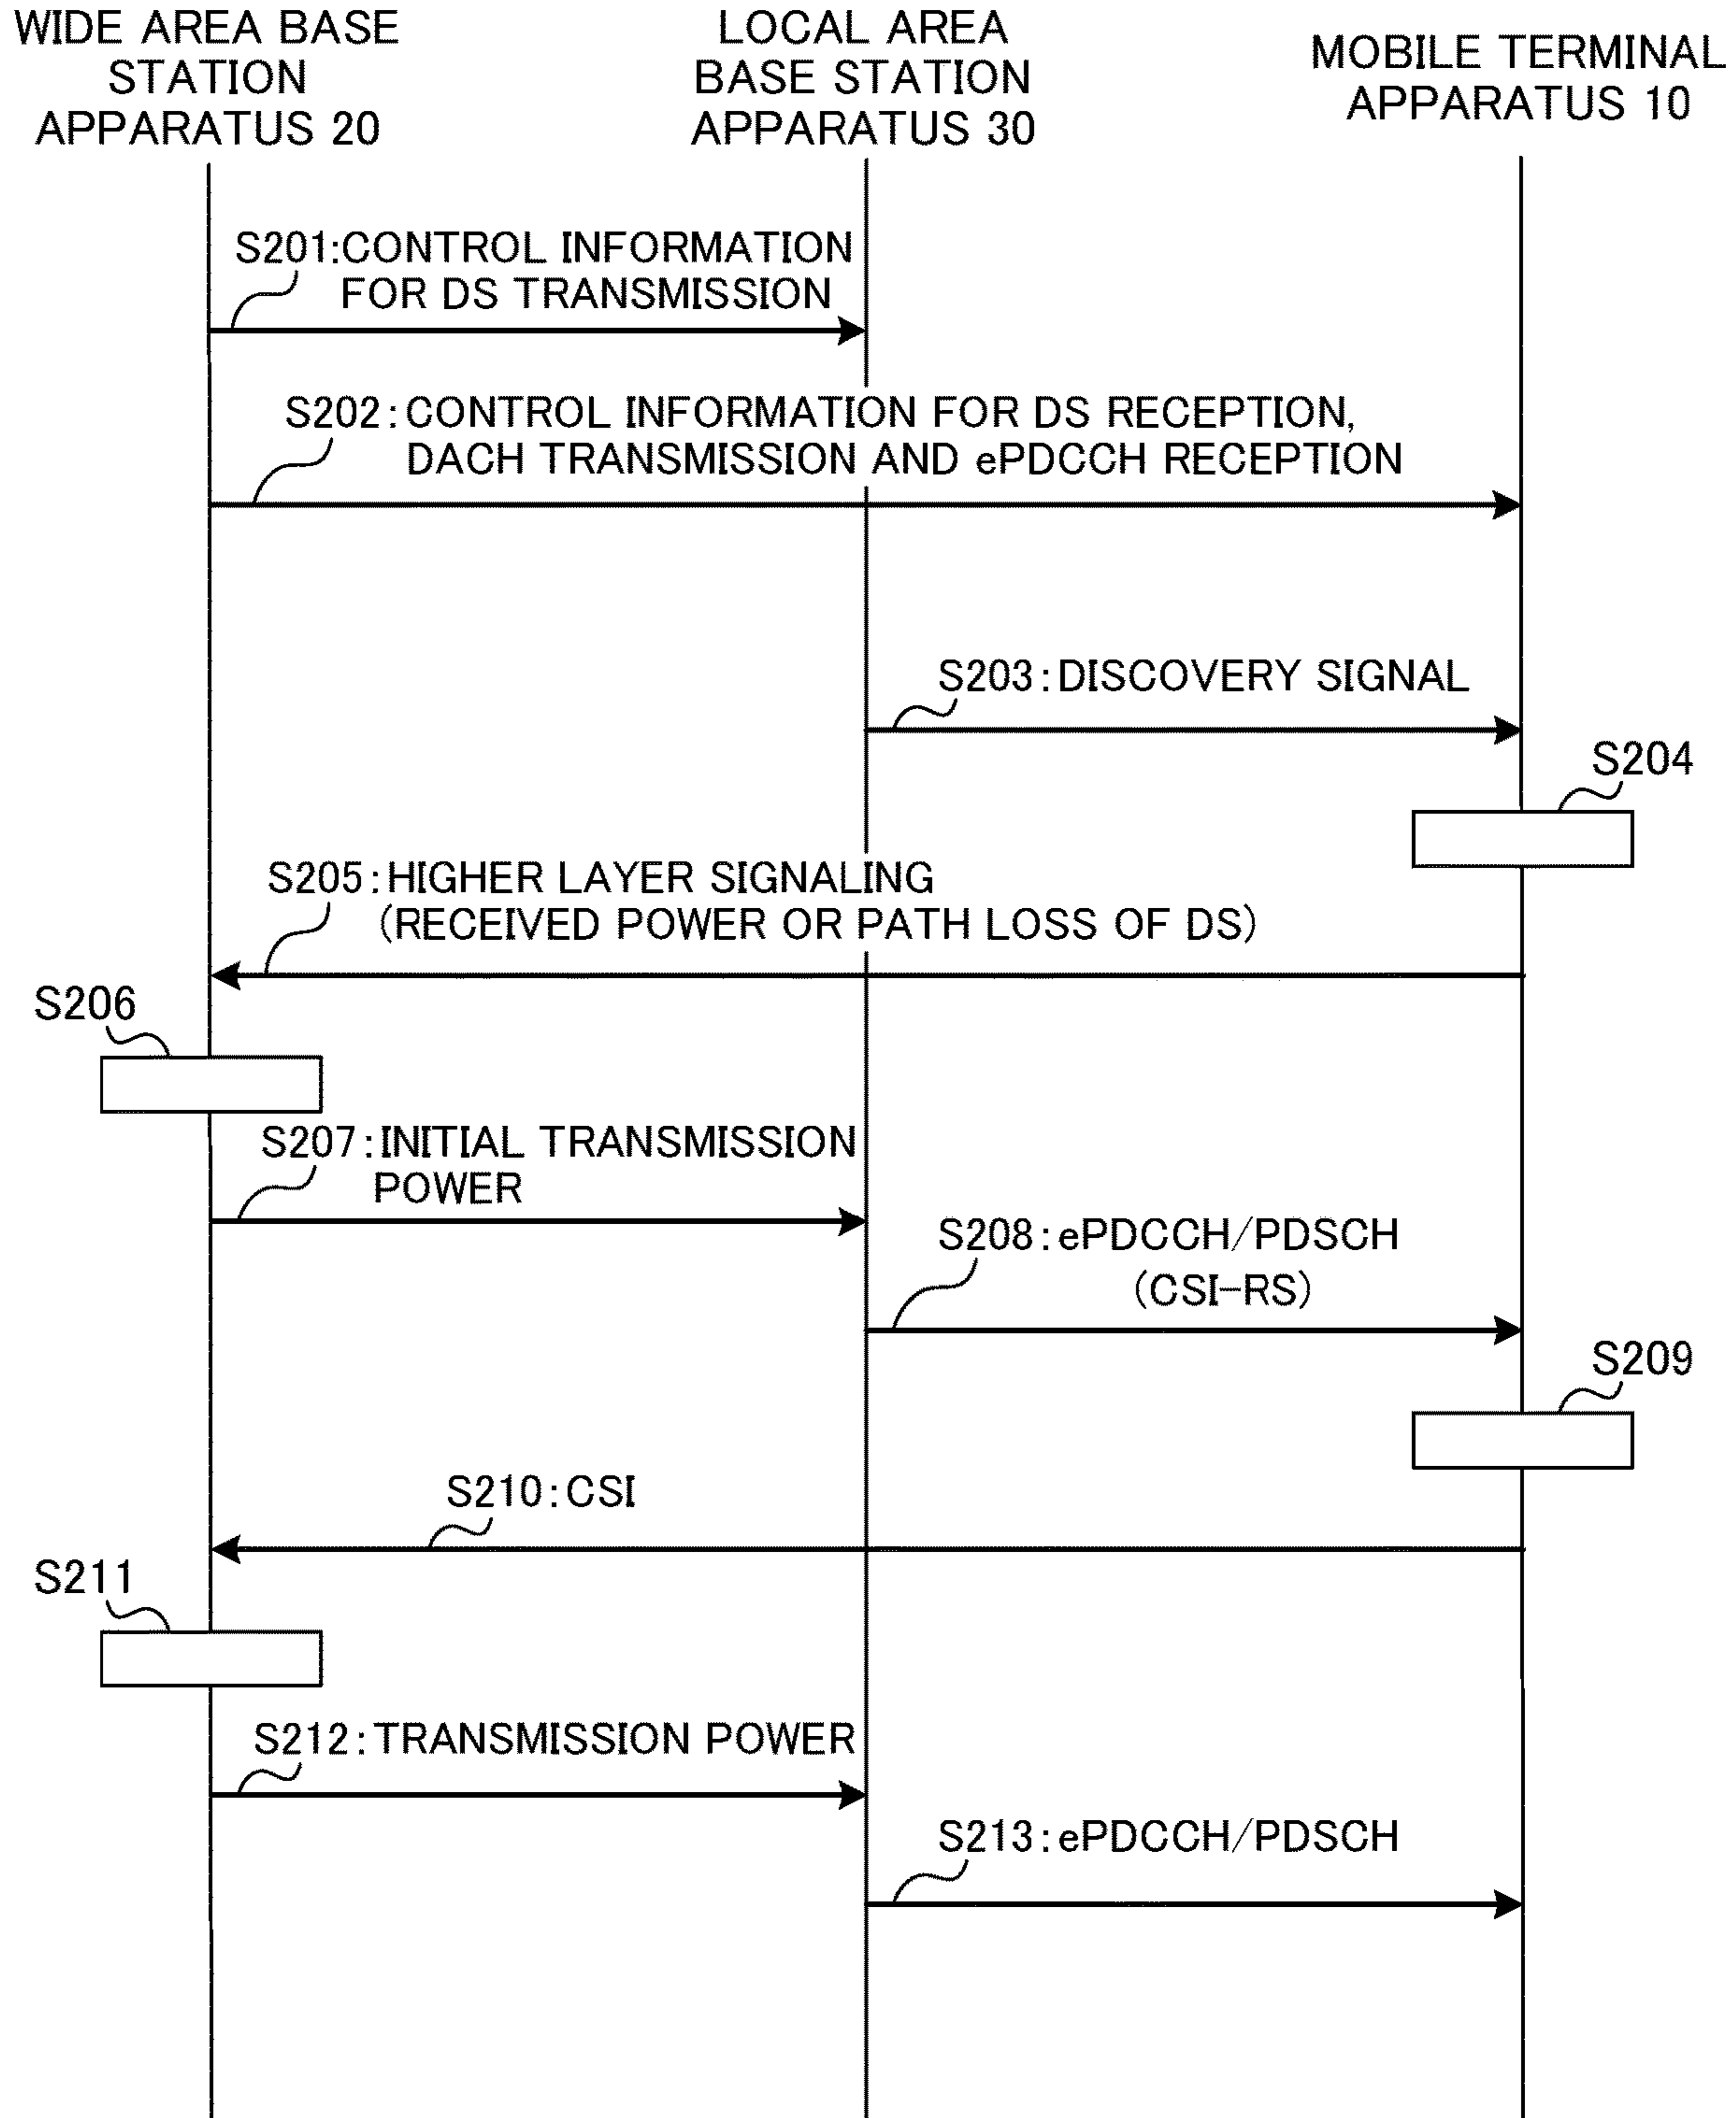 WIDE AREA BASE
STATION
APPARATUS 20
LOCAL AREA
BASE STATION
APPARATUS 30
MOBILE TERMINAL
APPARATUS 10
S201:CONTROL INFORMATION
FOR DS TRANSMISSION
S202:CONTROL INFORMATION FOR DS RECEPTION,
DACH TRANSMISSION AND ePDCCH RECEPTION
S203:DISCOVERY SIGNAL
S204
S205:HIGHER LAYER SIGNALING
(RECEIVED POWER OR PATH LOSS OF DS)
S206
S207:INITIAL TRANSMISSION
POWER
S208:ePDCCH/PDSCH
(CSI-RS)
S209
S210:CSI
S211
S212:TRANSMISSION POWER
S213:ePDCCH/PDSCH